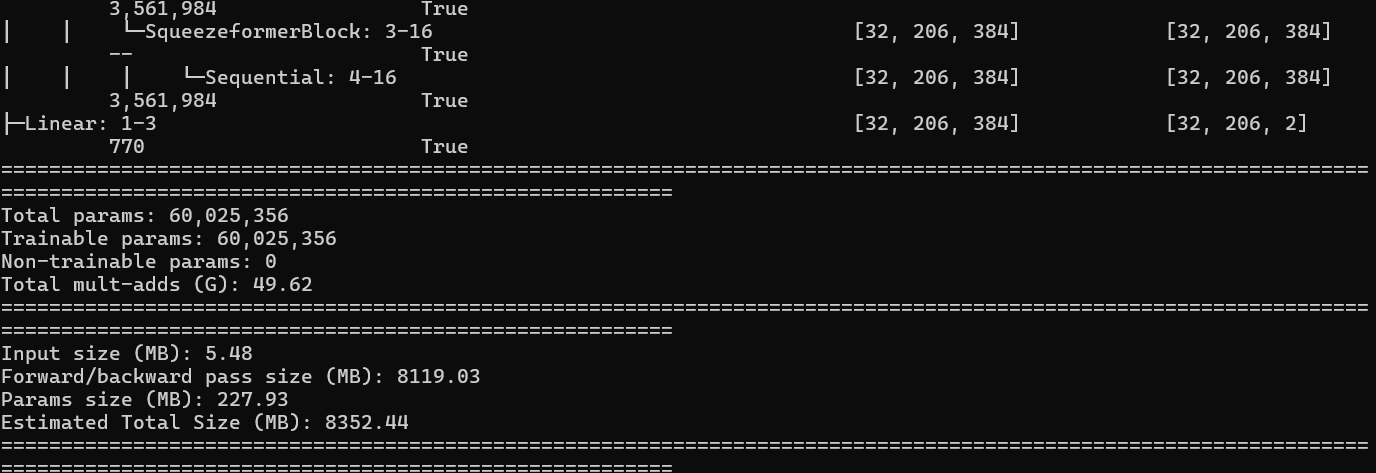 3,561,984                 True
│    │    └─SqueezeformerBlock: 3-16                                   [32, 206, 384]            [32, 206, 384]
         --                        True
│    │    │    └─Sequential: 4-16                                      [32, 206, 384]            [32, 206, 384]
         3,561,984                 True
├─Linear: 1-3                                                          [32, 206, 384]            [32, 206, 2]
         770                       True
==================================================================================================================
========================================================
Total params: 60,025,356
Trainable params: 60,025,356
Non-trainable params: 0
Total mult-adds (G): 49.62
==================================================================================================================
========================================================
Input size (MB): 5.48
Forward/backward pass size (MB): 8119.03
Params size (MB): 227.93
Estimated Total Size (MB): 8352.44
==================================================================================================================
========================================================